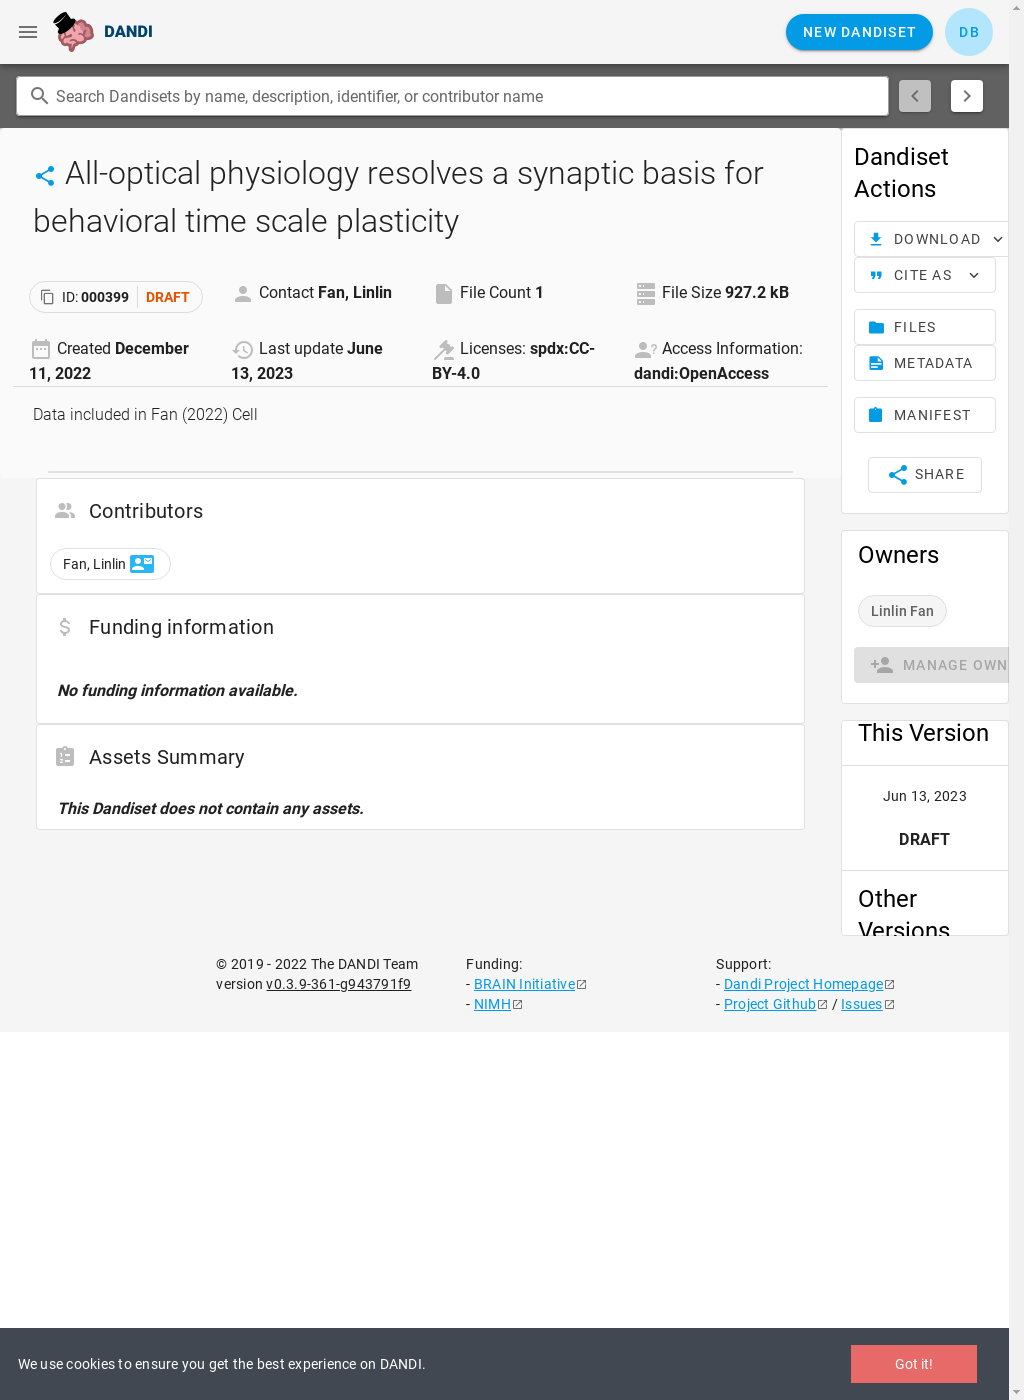 DANDI
NEW DANDISET
DB
Search Dandisets by name, description, identifier, or contributor name
All-optical physiology resolves a synaptic basis for
behavioral time scale plasticity
ID: 000399 DRAFT
Contact Fan, Linlin
File Count 1
File Size 927.2 kB
Created December
11, 2022
Last update June
13, 2023
Licenses: spdx:CC-
BY-4.0
Access Information:
dandi:OpenAccess
Data included in Fan (2022) Cell
Contributors
Fan, Linlin
Funding information
No funding information available.
Assets Summary
This Dandiset does not contain any assets.
Dandiset
Actions
DOWNLOAD
CITE AS
FILES
METADATA
MANIFEST
SHARE
Owners
Linlin Fan
MANAGE OWN
This Version
Jun 13, 2023
DRAFT
Other
Versions
© 2019 - 2022 The DANDI Team
version v0.3.9-361-g943791f9
Funding:
- BRAIN Initiative
- NIMH
Support:
- Dandi Project Homepage
- Project Github / Issues
We use cookies to ensure you get the best experience on DANDI.
Got it!